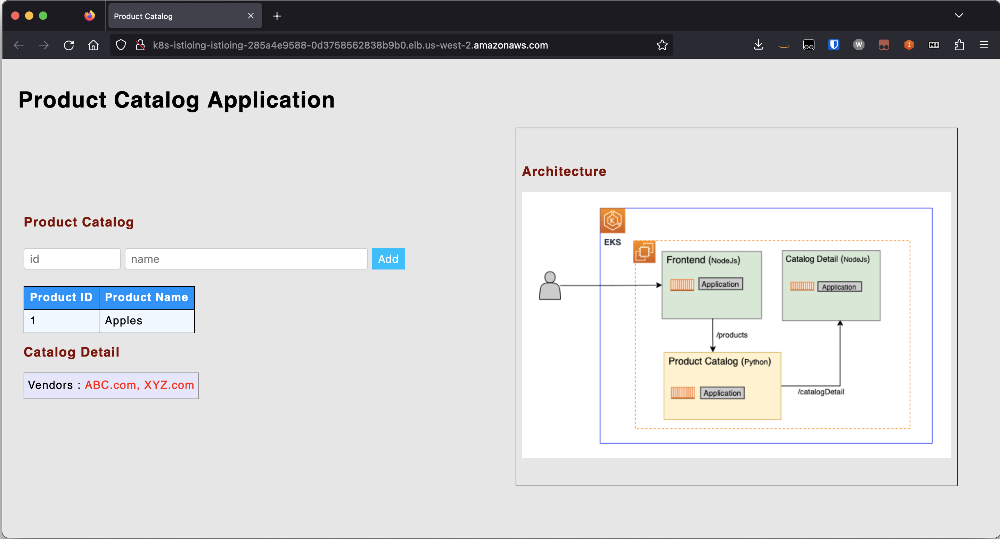 Product Catalog
k8s-istioing-istioing-285a4e9588-0d3758562838b9b0.elb.us-west-2.amazonaws.com
W
I
M
Product Catalog Application
Product Catalog
id
name
Add
Product ID Product Name
1 Apples
Catalog Detail
Vendors : ABC.com, XYZ.com
Architecture
K
EKS
Frontend (NodeJs)
Application
Catalog Detail (NodeJs)
Application
/products
Product Catalog (Python)
Application
/catalogDetail